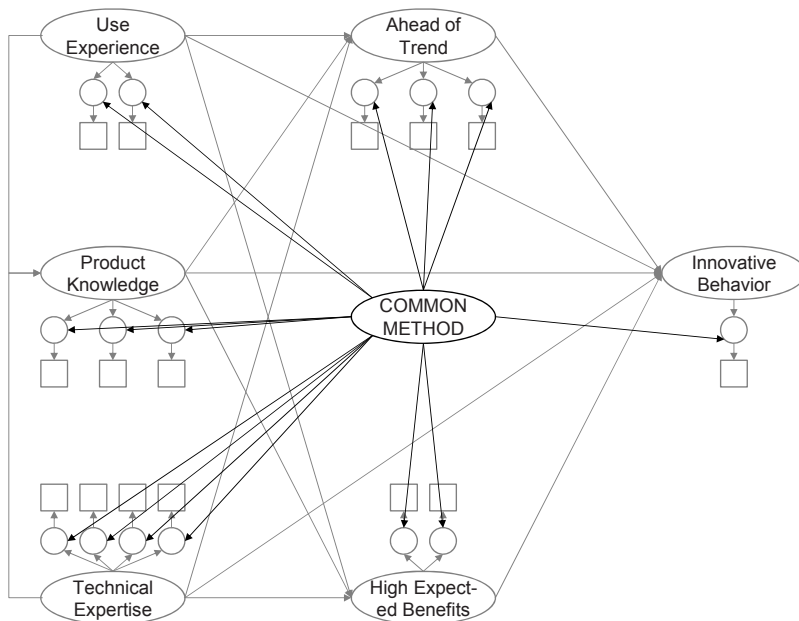 Use
Experience
Ahead of
Trend
Product
Knowledge
COMMON
METHOD
Innovative
Behavior
Technical
Expertise
High Expect-
ed Benefits